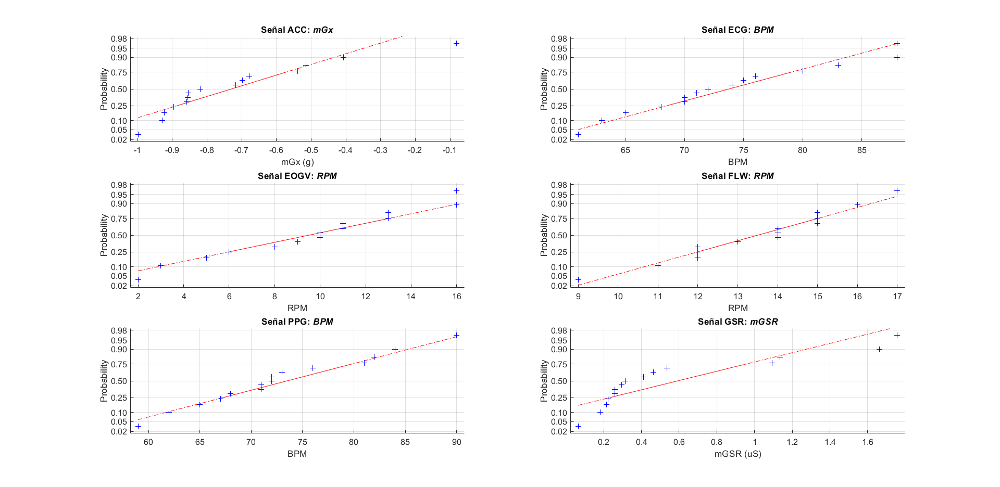 Señal ACC: mGx
0.98
0.95
0.90
0.75
0.50
0.25
0.10
0.05
0.02
Probability
-1 -0.9 -0.8 -0.7 -0.6 -0.5 -0.4 -0.3 -0.2 -0.1
mGx (g)
Señal ECG: BPM
0.98
0.95
0.90
0.75
0.50
0.25
0.10
0.05
0.02
Probability
65 70 75 80 85
BPM
Señal EOGV: RPM
0.98
0.95
0.90
0.75
0.50
0.25
0.10
0.05
0.02
Probability
2 4 6 8 10 12 14 16
RPM
Señal FLW: RPM
0.98
0.95
0.90
0.75
0.50
0.25
0.10
0.05
0.02
Probability
9 10 11 12 13 14 15 16 17
RPM
Señal PPG: BPM
0.98
0.95
0.90
0.75
0.50
0.25
0.10
0.05
0.02
Probability
60 65 70 75 80 85 90
BPM
Señal GSR: mGSR
0.98
0.95
0.90
0.75
0.50
0.25
0.10
0.05
0.02
Probability
0.2 0.4 0.6 0.8 1 1.2 1.4 1.6
mGSR (uS)